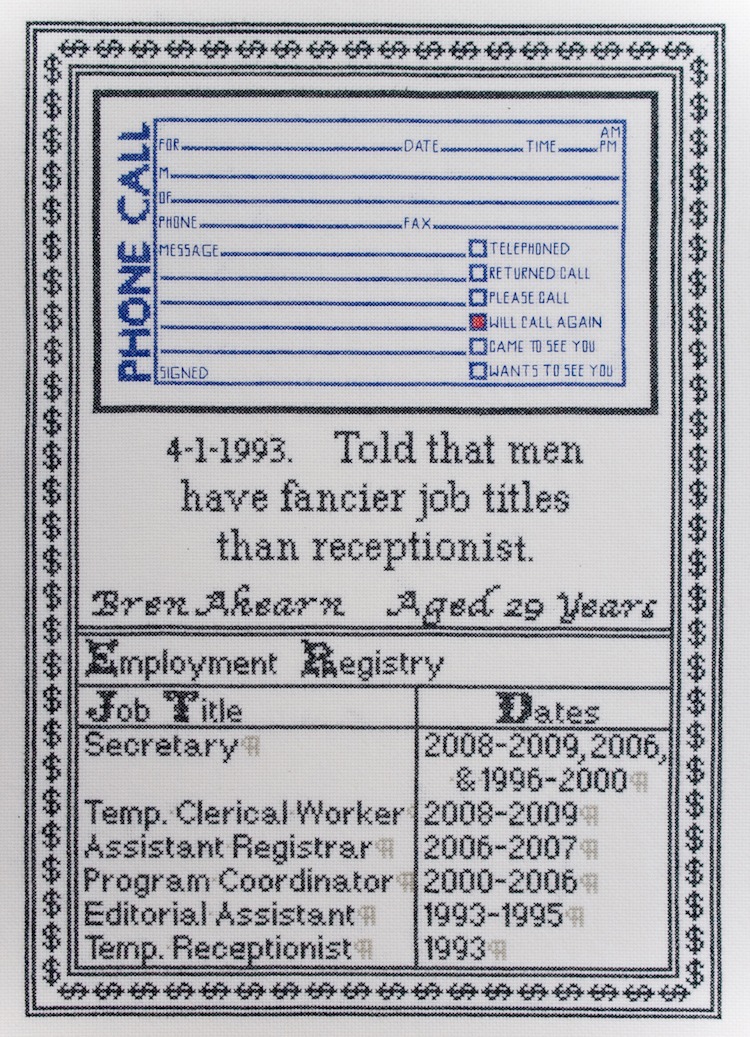 PHONE CALL
AM
FOR DATE TIME PM
M
OF
PHONE FAX
MESSAGE TELEPHONED
RETURNED CALL
PLEASE CALL
WILL CALL AGAIN
CAME TO SEE YOU
SIGNED WANTS TO SEE YOU
4-1-1993. Told that men
have fancier job titles
than receptionist.
Bren Ahearn Aged 29 Years
Employment Registry
Job Title Dates
Secretary¶ 2008-2009, 2006,
& 1996-2000¶
Temp. Clerical Worker 2008-2009¶
Assistant Registrar¶ 2006-2007¶
Program Coordinator¶ 2000-2006¶
Editorial Assistant¶ 1993-1995¶
Temp. Receptionist¶ 1993¶